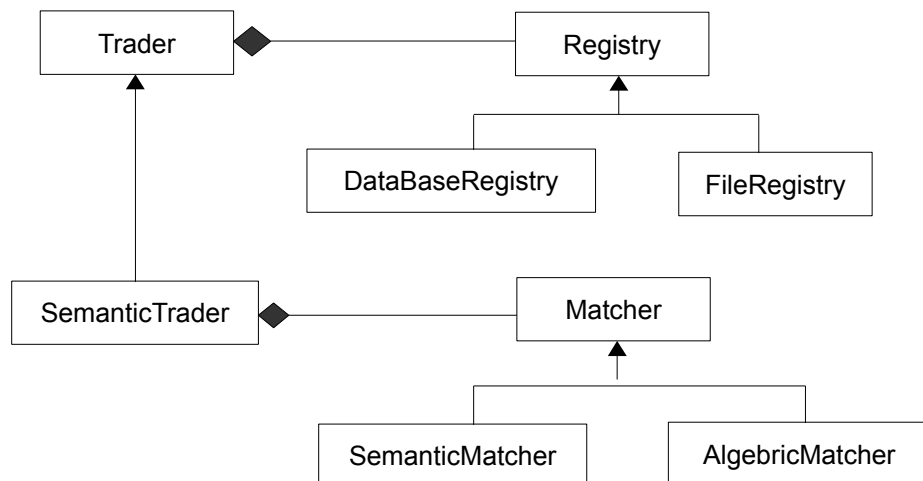 Trader
Registry
DataBaseRegistry
FileRegistry
SemanticTrader
Matcher
SemanticMatcher
AlgebricMatcher